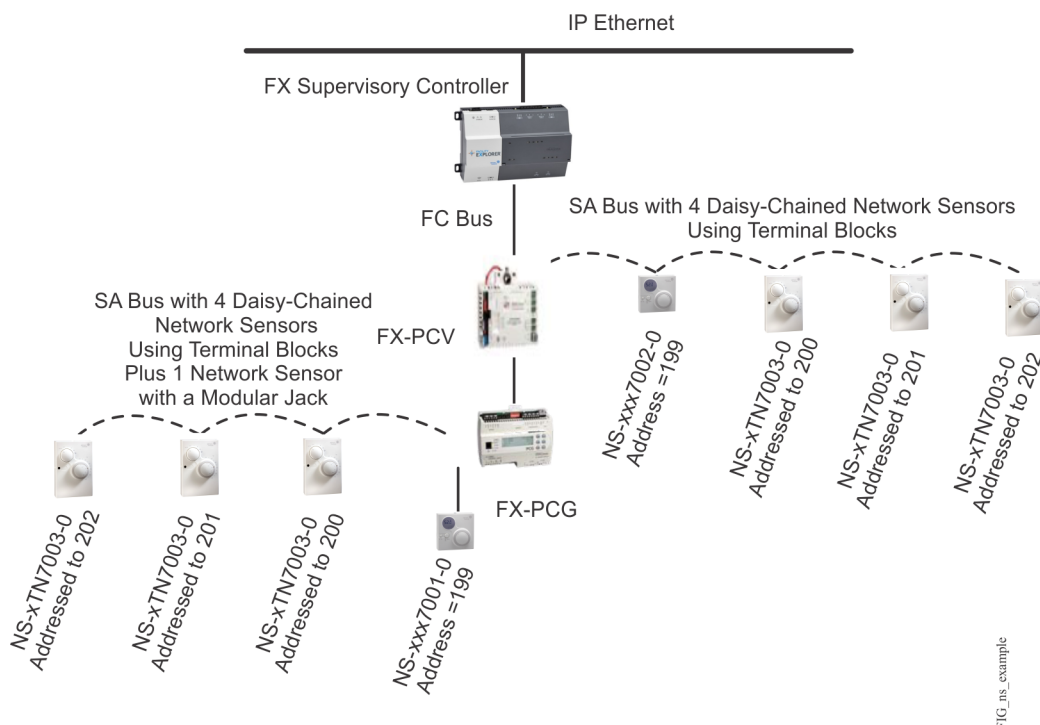 IP Ethernet
FX Supervisory Controller
EXPLORER
FC Bus
SA Bus with 4 Daisy-Chained Network Sensors
Using Terminal Blocks
SA Bus with 4 Daisy-Chained
Network Sensors
Using Terminal Blocks
Plus 1 Network Sensor
with a Modular Jack
FX-PCV
NS-xxx7002-0
Address =199
NS-xTN7003-0
Addressed to 200
NS-xTN7003-0
Addressed to 201
NS-xTN7003-0
Addressed to 202
FX-PCG
NS-xTN7003-0
Addressed to 202
NS-xTN7003-0
Addressed to 201
NS-xTN7003-0
Addressed to 200
NS-xxx7001-0
Address =199
FIG_ns_example